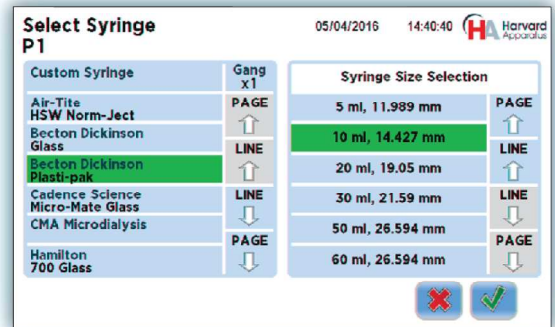 Select Syringe
P1
05/04/2016 14:40:40 HA Harvard Apparatus
Custom Syringe
Gang x1
Air-Tite
HSW Norm-Ject
Becton Dickinson
Glass
Becton Dickinson
Plasti-pak
Cadence Science
Micro-Mate Glass
CMA Microdialysis
Hamilton
700 Glass
PAGE
LINE
LINE
PAGE
Syringe Size Selection
5 ml, 11.989 mm
10 ml, 14.427 mm
20 ml, 19.05 mm
30 ml, 21.59 mm
50 ml, 26.594 mm
60 ml, 26.594 mm
PAGE
LINE
LINE
PAGE